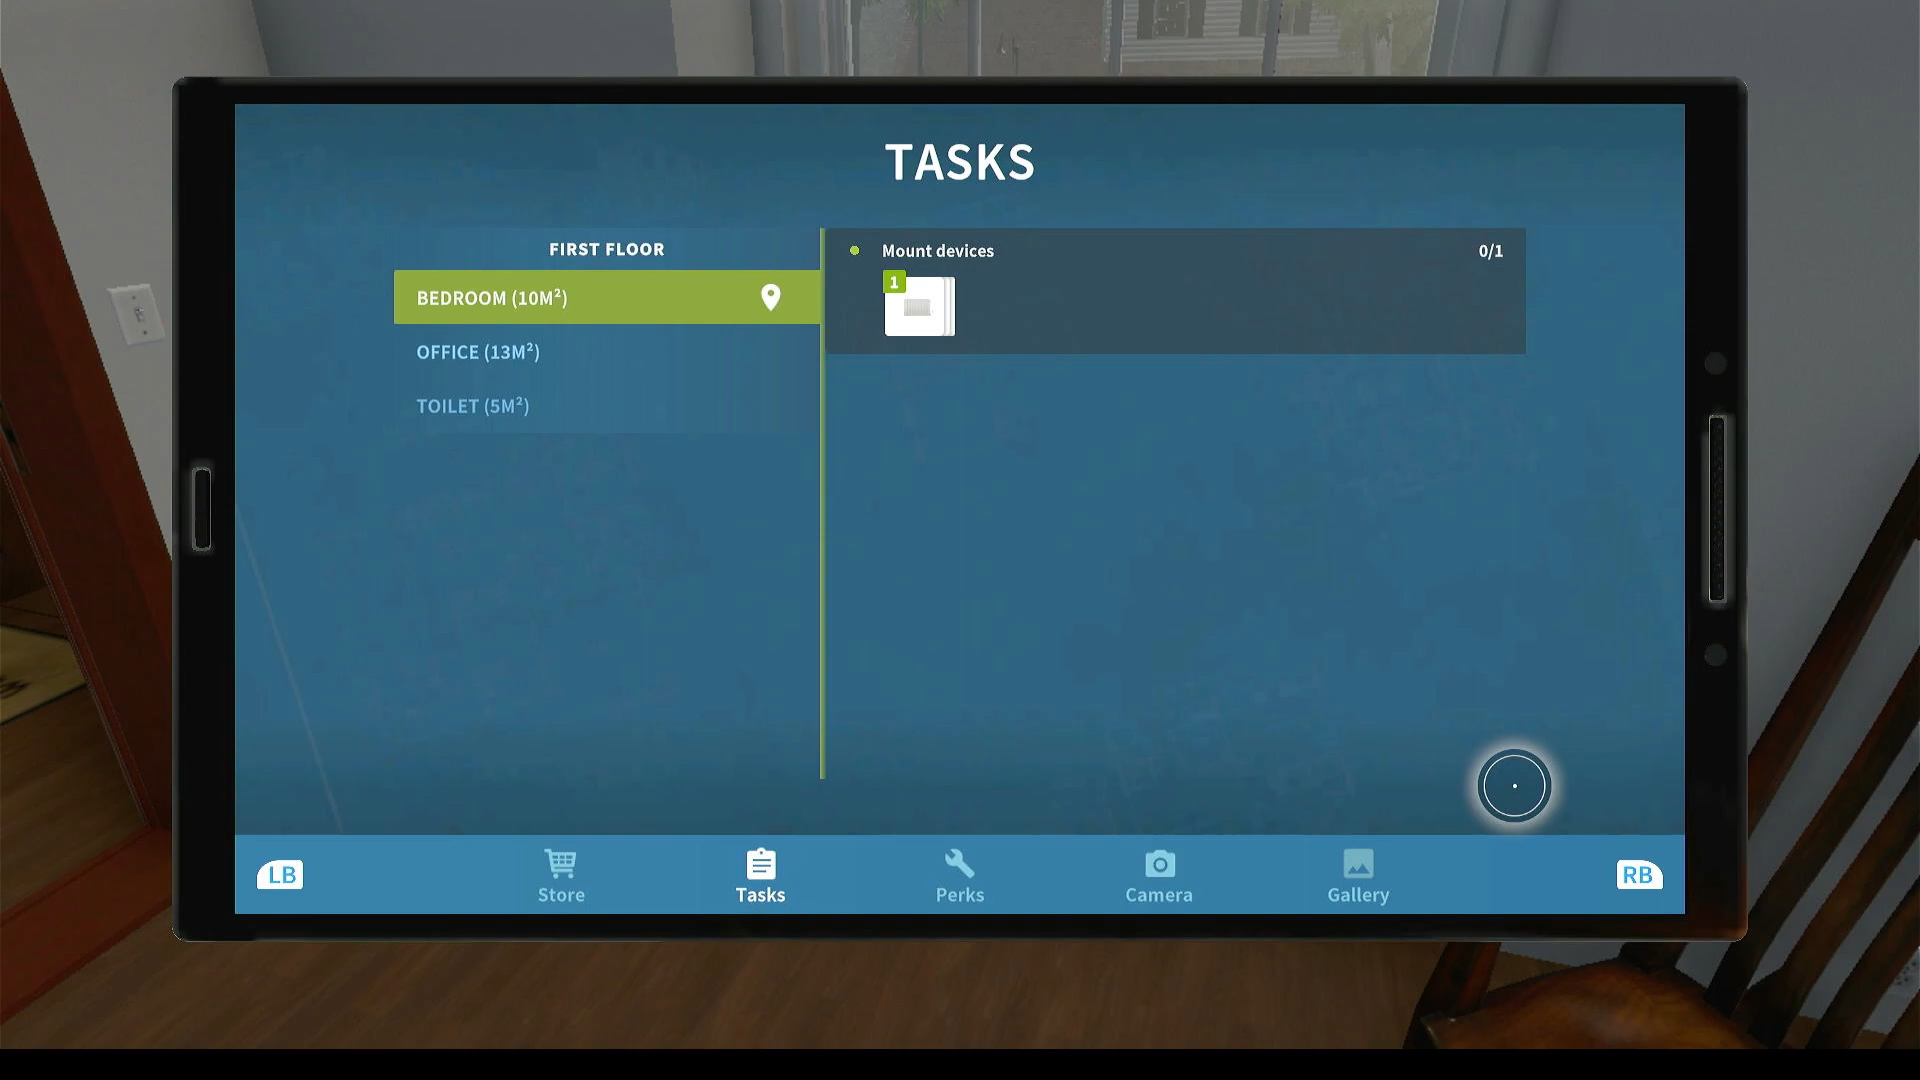 TASKS
FIRST FLOOR
BEDROOM (10M²)
OFFICE (13M²)
TOILET (5M²)
Mount devices 0/1
1
LB
Store
Tasks
Perks
Camera
Gallery
RB